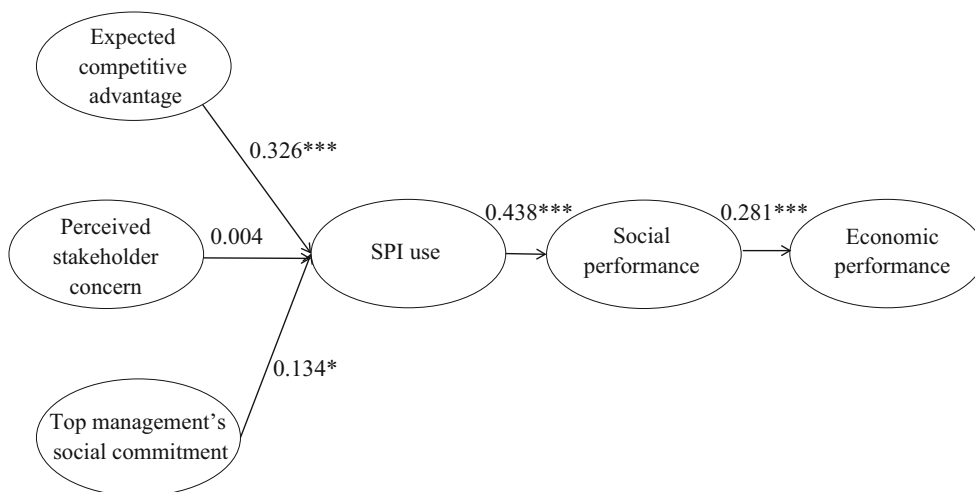 Expected
competitive
advantage
0.326***
Perceived
stakeholder
concern
0.004
SPI use
0.438***
Social
performance
0.281***
Economic
performance
0.134*
Top management’s
social commitment